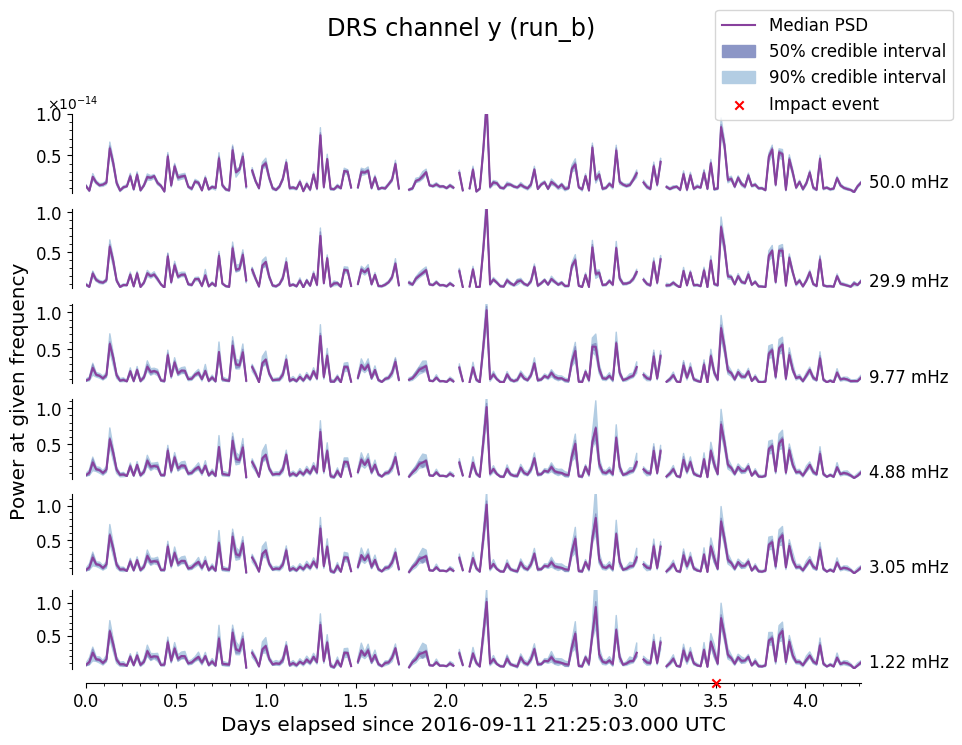 DRS channel y (run_b)
Median PSD
50% credible interval
90% credible interval
Impact event
×10⁻¹⁴
1.0
0.5
50.0 mHz
1.0
0.5
29.9 mHz
1.0
0.5
9.77 mHz
1.0
0.5
4.88 mHz
1.0
0.5
3.05 mHz
1.0
0.5
1.22 mHz
Power at given frequency
0.0 0.5 1.0 1.5 2.0 2.5 3.0 3.5 4.0
Days elapsed since 2016-09-11 21:25:03.000 UTC